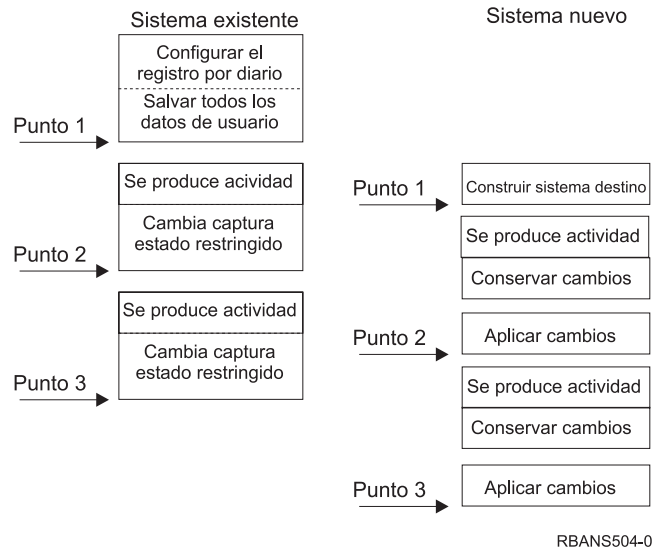 Sistema existente
Configurar el
registro por diario
Salvar todos los
datos de usuario
Punto 1
Se produce acividad
Cambia captura
estado restringido
Punto 2
Se produce actividad
Cambia captura
estado restringido
Punto 3
Sistema nuevo
Punto 1
Construir sistema destino
Se produce actividad
Conservar cambios
Punto 2
Aplicar cambios
Se produce actividad
Conservar cambios
Punto 3
Aplicar cambios
RBANS504-0